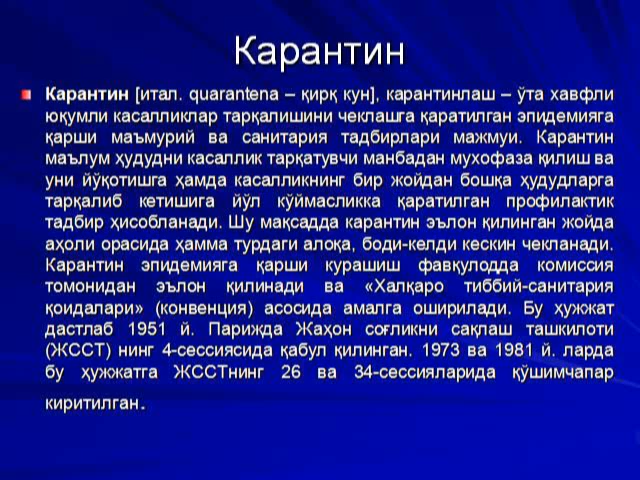 Карантин
Карантин [итал. quarantena – қирқ кун], карантинлаш – ўта хавфли
юқумли касалликлар тарқалишини чеклашга қаратилган эпидемияга
қарши маъмурий ва санитария тадбирлари мажмуи. Карантин
маълум ҳудудни касаллик тарқатувчи манбадан мухофаза қилиш ва
уни йўқотишга ҳамда касалликнинг бир жойдан бошқа ҳудудларга
тарқалиб кетишига йўл кўймасликка қаратилган профилактик
тадбир ҳисобланади. Шу мақсадда карантин эълон қилинган жойда
аҳоли орасида ҳамма турдаги алоқа, боди-келди кескин чекланади.
Карантин эпидемияга қарши курашиш фавқулодда комиссия
томонидан эълон қилинади ва «Халқаро тиббий-санитария
қоидалари» (конвенция) асосида амалга оширилади. Бу ҳужжат
дастлаб 1951 й. Парижда Жаҳон соғликни сақлаш ташкилоти
(ЖССТ) нинг 4-сессиясида қабул қилинган. 1973 ва 1981 й. ларда
бу ҳужжатга ЖССТнинг 26 ва 34-сессияларида қўшимчапар
киритилган.